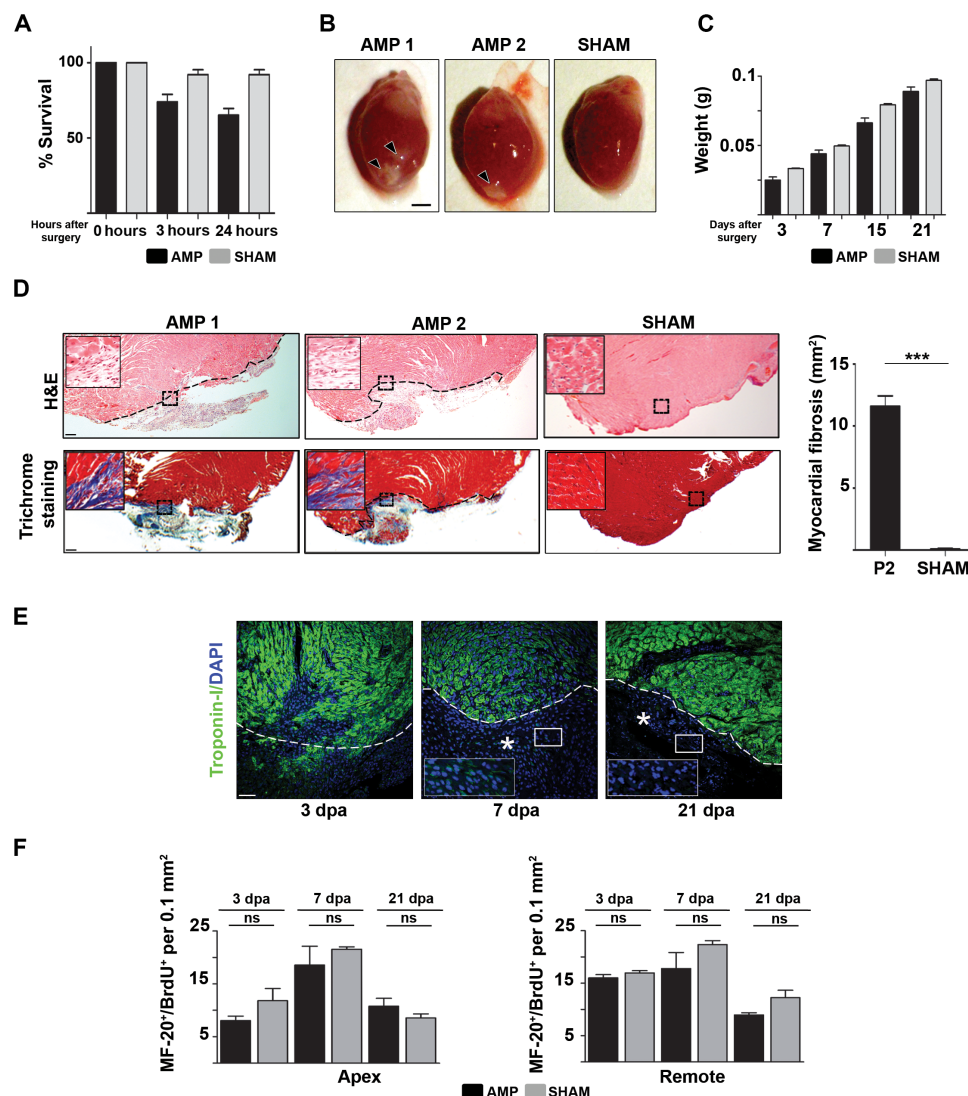 A
% Survival
100
50
Hours after
surgery
0 hours
3 hours
24 hours
AMP
SHAM
B
AMP 1
AMP 2
SHAM
C
Weight (g)
0.1
0.05
Days after
surgery
3
7
15
21
AMP
SHAM
D
AMP 1
AMP 2
SHAM
H&E
Trichrome
staining
Myocardial fibrosis (mm²)
15
10
5
***
P2
SHAM
E
Troponin-I/DAPI
*
*
3 dpa
7 dpa
21 dpa
F
MF-20⁺/BrdU⁺ per 0.1 mm²
25
15
5
3 dpa
7 dpa
21 dpa
ns
ns
ns
Apex
MF-20⁺/BrdU⁺ per 0.1 mm²
25
15
5
3 dpa
7 dpa
21 dpa
ns
ns
ns
Remote
AMP
SHAM